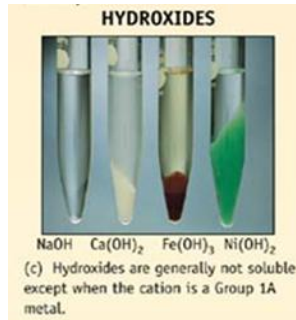 HYDROXIDES
NaOH Ca(OH)₂ Fe(OH)₃ Ni(OH)₂
(c) Hydroxides are generally not soluble
except when the cation is a Group 1A
metal.